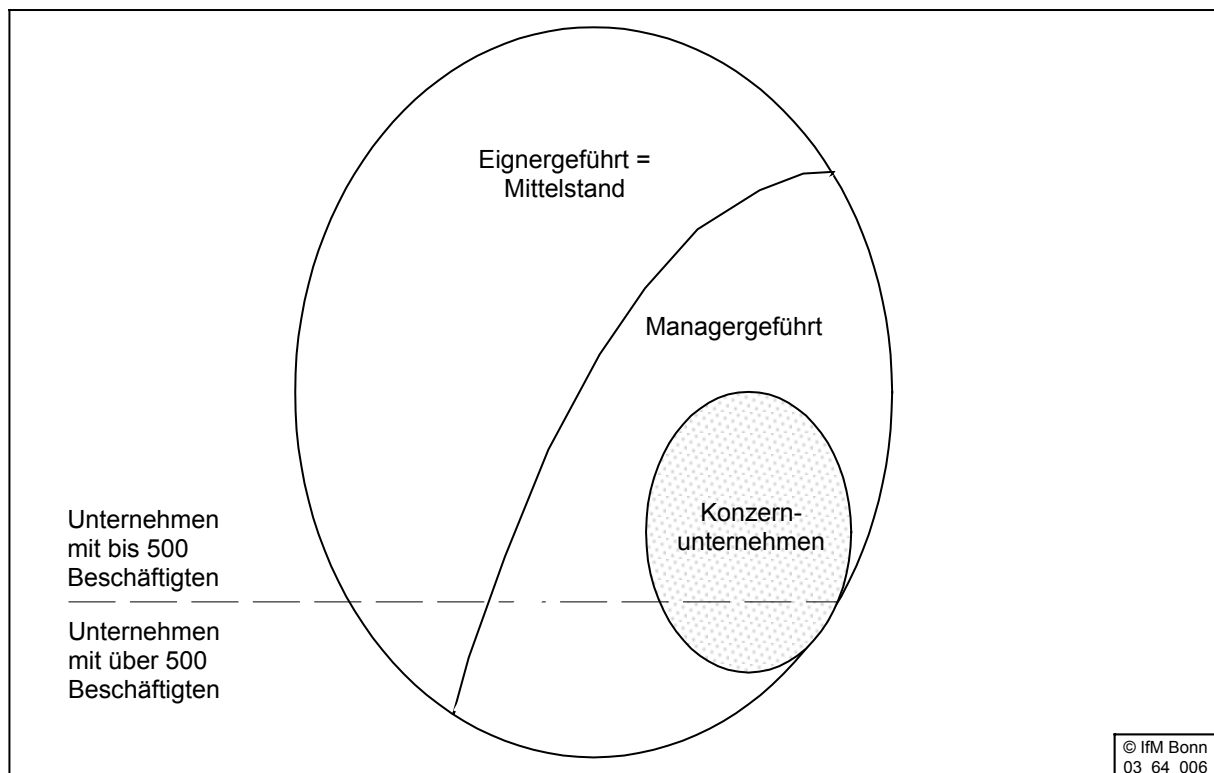 Eignergeführt =
Mittelstand
Managergeführt
Konzern-
unternehmen
Unternehmen
mit bis 500
Beschäftigten
Unternehmen
mit über 500
Beschäftigten
© IfM Bonn
03 64 006